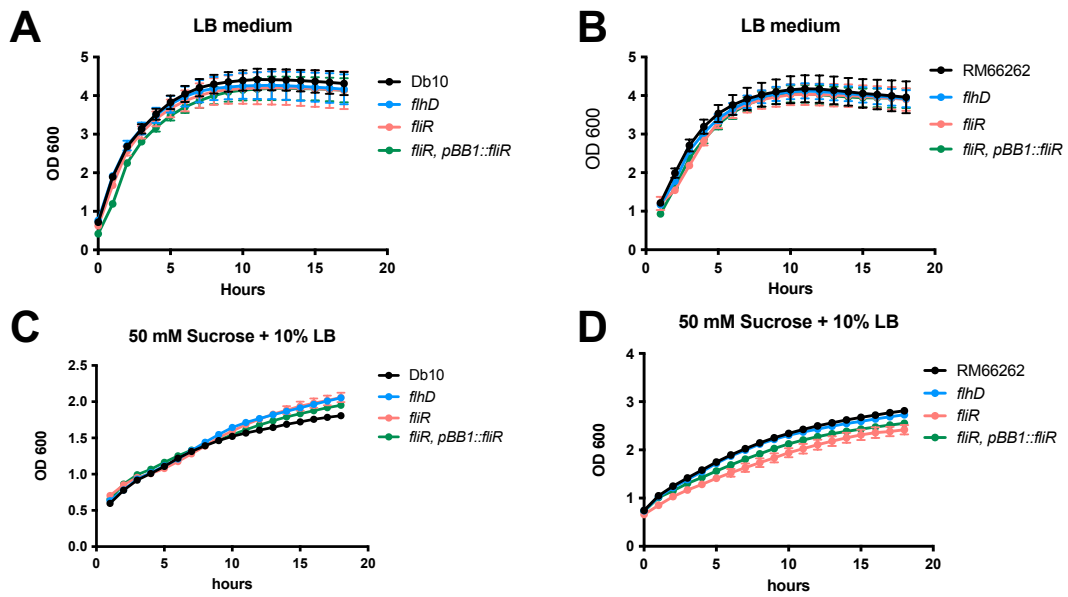 A
LB medium
OD 600
5
4
3
2
1
0
0 5 10 15 20
Hours
Db10
flhD
fliR
fliR, pBB1::fliR
B
LB medium
OD 600
5
4
3
2
1
0
0 5 10 15 20
Hours
RM66262
flhD
fliR
fliR, pBB1::fliR
C
50 mM Sucrose + 10% LB
OD 600
2.5
2.0
1.5
1.0
0.5
0.0
0 5 10 15 20
hours
Db10
flhD
fliR
fliR, pBB1::fliR
D
50 mM Sucrose + 10% LB
OD 600
4
3
2
1
0
0 5 10 15 20
hours
RM66262
flhD
fliR
fliR, pBB1::fliR